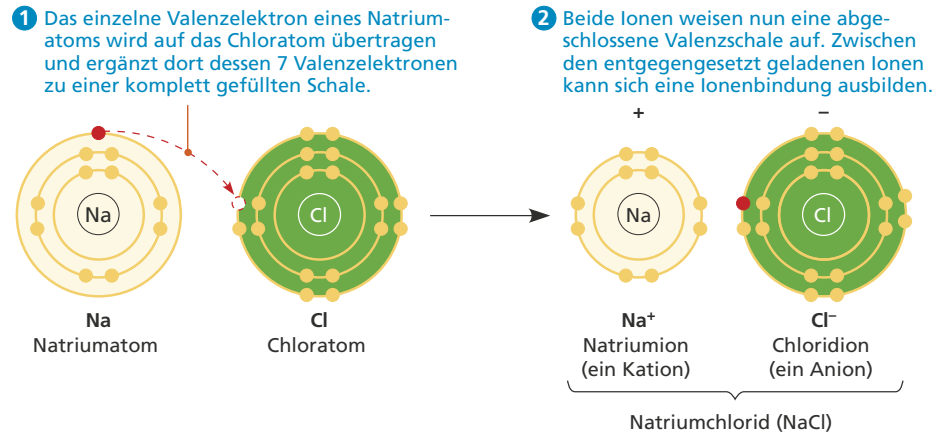 1 Das einzelne Valenzelektron eines Natrium-
atoms wird auf das Chloratom übertragen
und ergänzt dort dessen 7 Valenzelektronen
zu einer komplett gefüllten Schale.
2 Beide Ionen weisen nun eine abge-
schlossene Valenzschale auf. Zwischen
den entgegengesetzt geladenen Ionen
kann sich eine Ionenbindung ausbilden.
+
−
Na
Cl
Na
Cl
Na
Natriumatom
Cl
Chloratom
Na⁺
Natriumion
(ein Kation)
Cl⁻
Chloridion
(ein Anion)
Natriumchlorid (NaCl)